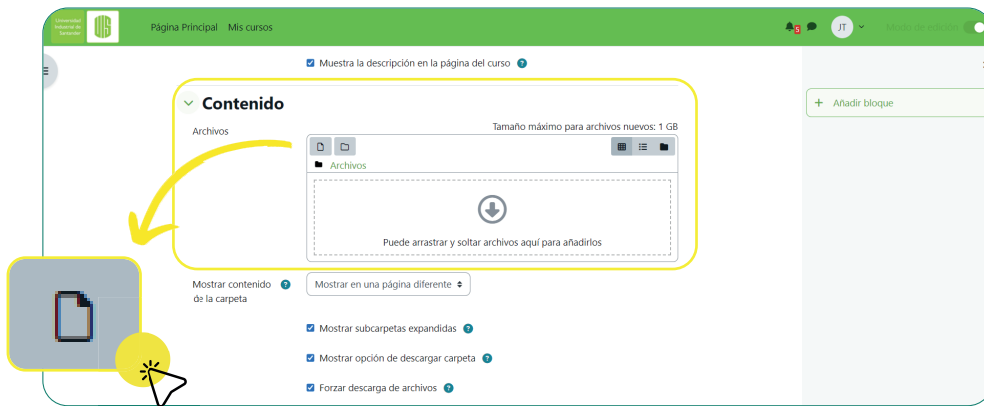 Universidad
Industrial de
Santander
UIS
Página Principal Mis cursos
5
JT
Modo de edición
Muestra la descripción en la página del curso ?
Contenido
Archivos
Tamaño máximo para archivos nuevos: 1 GB
Archivos
Puede arrastrar y soltar archivos aquí para añadirlos
Mostrar contenido ?
de la carpeta
Mostrar en una página diferente
Mostrar subcarpetas expandidas ?
Mostrar opción de descargar carpeta ?
Forzar descarga de archivos ?
+ Añadir bloque